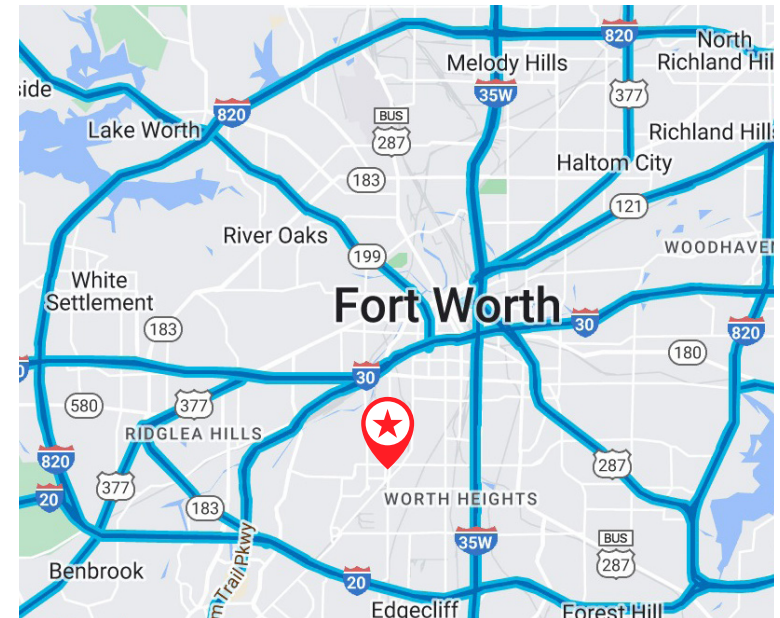 820
North
Richland Hil
Melody Hills
35W
377
side
820
BUS
287
Lake Worth
Richland Hills
183
Haltom City
121
River Oaks
199
WOODHAVEN
White
Settlement
Fort Worth
183
30
820
180
30
580
377
RIDGLEA HILLS
820
287
20
377
WORTH HEIGHTS
183
35W
BUS
287
m Trail Pkwy
Benbrook
20
Edgecliff
Forest Hill